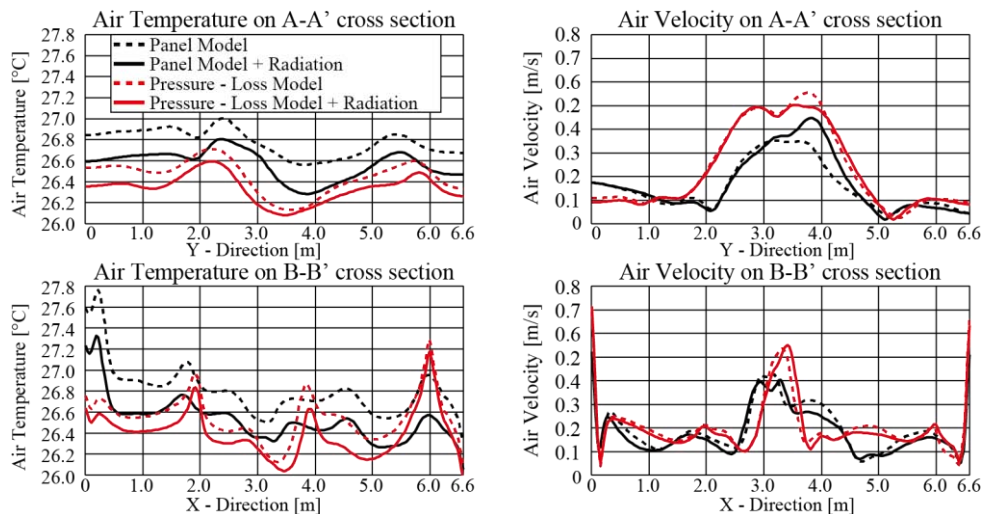 Air Temperature on A-A' cross section
27.8
27.6
27.4
27.2
27.0
26.8
26.6
26.4
26.2
26.0
Air Temperature [°C]
Panel Model
Panel Model + Radiation
Pressure - Loss Model
Pressure - Loss Model + Radiation
0 1.0 2.0 3.0 4.0 5.0 6.0 6.6
Y - Direction [m]
Air Velocity on A-A' cross section
0.8
0.7
0.6
0.2
0.4
0.3
0.2
0.1
0
Air Velocity [m/s]
0 1.0 2.0 3.0 4.0 5.0 6.0 6.6
Y - Direction [m]
Air Temperature on B-B' cross section
27.8
27.6
27.4
27.2
27.0
26.8
26.6
26.4
26.2
26.0
Air Temperature [°C]
0 1.0 2.0 3.0 4.0 5.0 6.0 6.6
X - Direction [m]
Air Velocity on B-B' cross section
0.8
0.7
0.6
0.2
0.4
0.3
0.2
0.1
0
Air Velocity [m/s]
0 1.0 2.0 3.0 4.0 5.0 6.0 6.6
X - Direction [m]